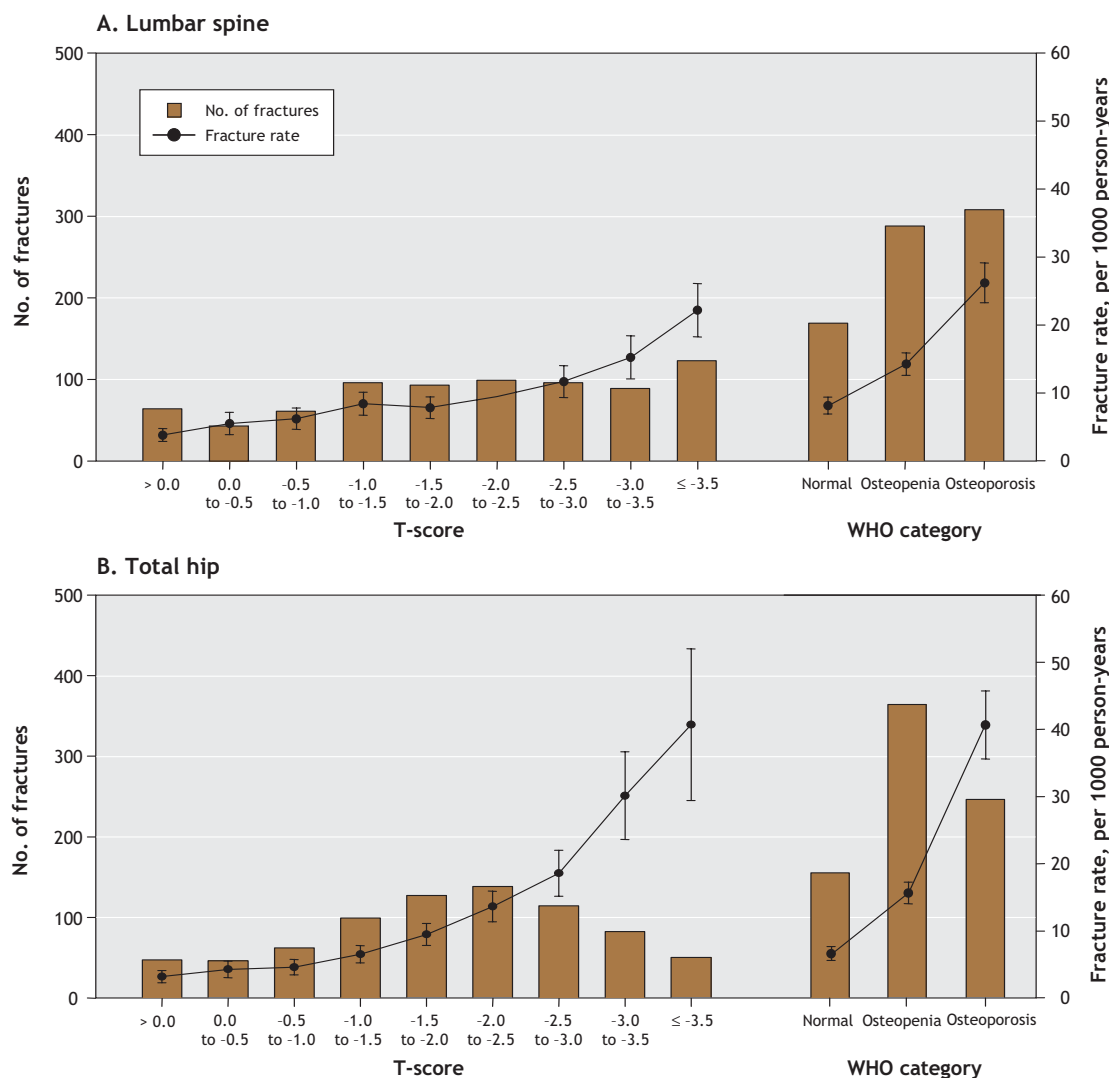 A. Lumbar spine
500
400
300
200
100
0
No. of fractures
No. of fractures
Fracture rate
60
50
40
30
20
10
0
Fracture rate, per 1000 person-years
> 0.0
0.0
to –0.5
–0.5
to –1.0
–1.0
to –1.5
–1.5
to –2.0
–2.0
to –2.5
–2.5
to –3.0
–3.0
to –3.5
≤ –3.5
Normal
Osteopenia
Osteoporosis
T-score
WHO category
B. Total hip
500
400
300
200
100
0
No. of fractures
60
50
40
30
20
10
0
Fracture rate, per 1000 person-years
> 0.0
0.0
to –0.5
–0.5
to –1.0
–1.0
to –1.5
–1.5
to –2.0
–2.0
to –2.5
–2.5
to –3.0
–3.0
to –3.5
≤ –3.5
Normal
Osteopenia
Osteoporosis
T-score
WHO category